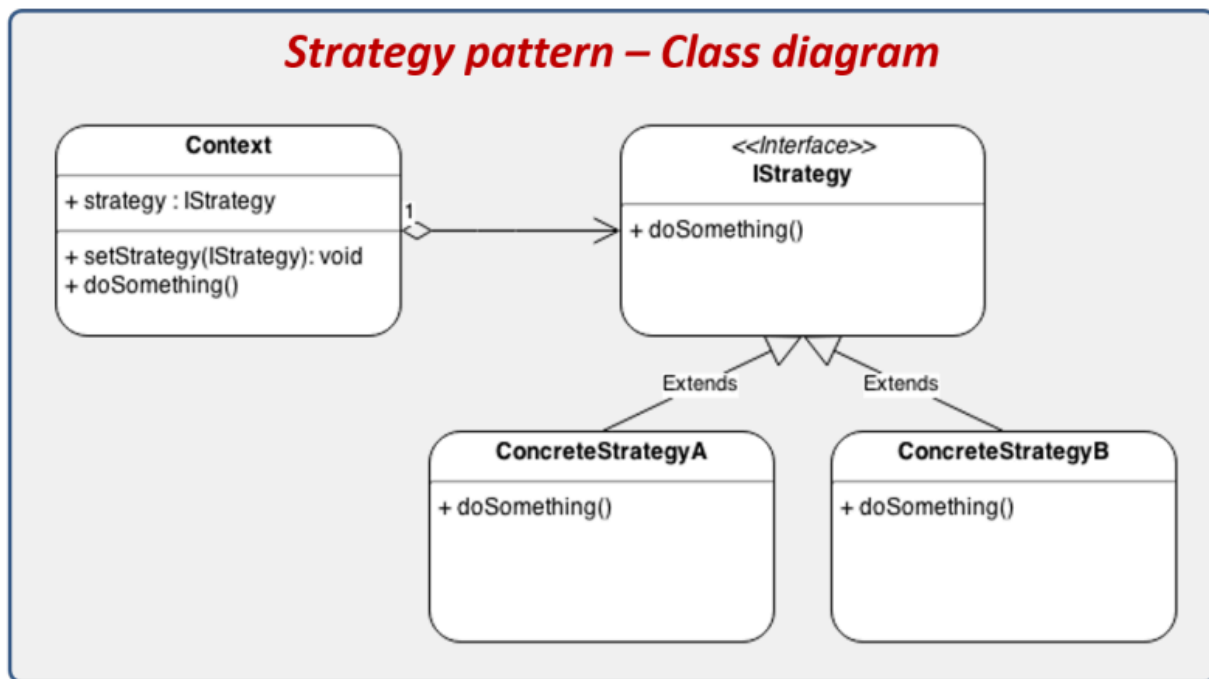 Strategy pattern – Class diagram
Context
+ strategy : IStrategy
+ setStrategy(IStrategy): void
+ doSomething()
1
<<Interface>>
IStrategy
+ doSomething()
Extends
Extends
ConcreteStrategyA
+ doSomething()
ConcreteStrategyB
+ doSomething()